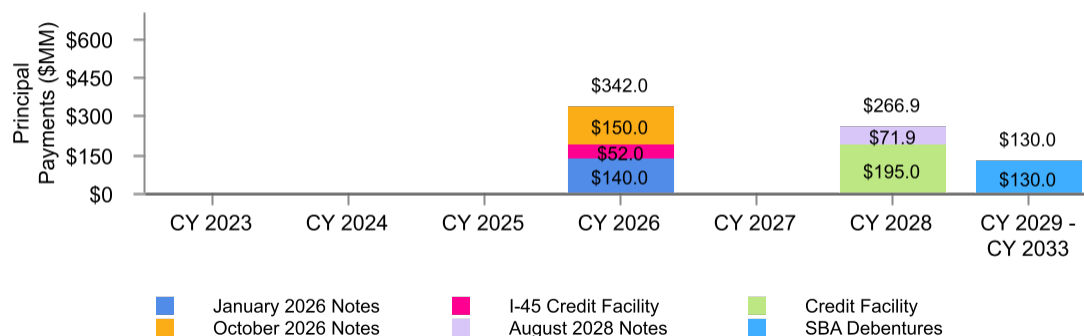 Principal
Payments ($MM)
$600
$450
$300
$150
$0
$342.0
$150.0
$52.0
$140.0
$266.9
$71.9
$195.0
$130.0
$130.0
CY 2023
CY 2024
CY 2025
CY 2026
CY 2027
CY 2028
CY 2029 -
CY 2033
January 2026 Notes
I-45 Credit Facility
Credit Facility
October 2026 Notes
August 2028 Notes
SBA Debentures